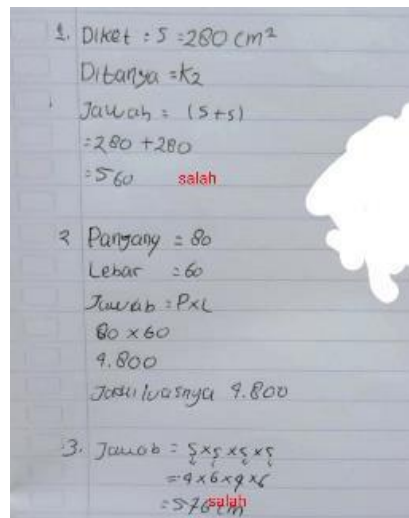 1. Diket : S = 280 cm²
Ditanya = K2
Jawab = (S+s)
= 280 + 280
= 560 salah
2 Panjang = 80
Lebar = 60
Jawab = PxL
80 x 60
4.800
Jadi luasnya 4.800
3. Jawab = S x S x S x S
= 4 x 6 x 4 x 6
= 576 cm salah